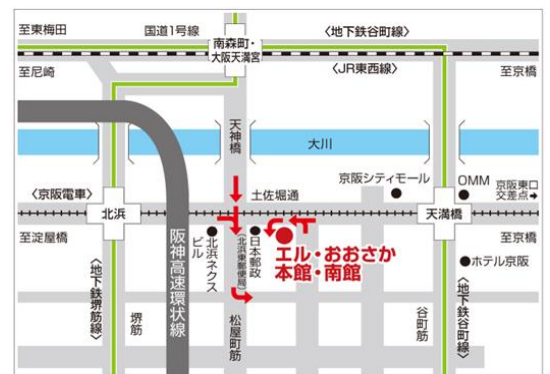 至東梅田
国道1号線
南森町・
大阪天満宮
〈地下鉄谷町線〉
至尼崎
〈JR東西線〉
至京橋
天神橋
大川
京阪シティモール
OMM
京阪東口
交差点➡
〈京阪電車〉
土佐堀通
北浜
天満橋
至淀屋橋
阪神高速環状線
北浜ネクス
ビル
(北浜東郵便局)
日本郵政
エル・おおさか
本館・南館
至京橋
ホテル京阪
〈地下鉄堺筋線〉
堺筋
松屋町筋
谷町筋
〈地下鉄谷町線〉